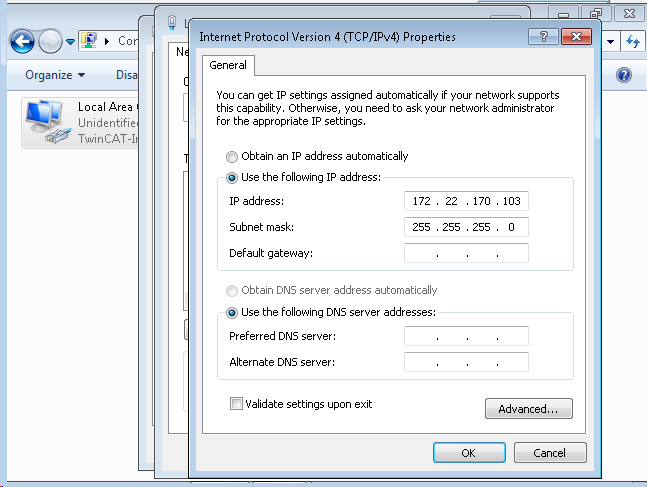 Internet Protocol Version 4 (TCP/IPv4) Properties
General
Organize
Disa
Local Area
Unidentified
TwinCAT-In
You can get IP settings assigned automatically if your network supports
this capability. Otherwise, you need to ask your network administrator
for the appropriate IP settings.
Obtain an IP address automatically
Use the following IP address:
IP address: 172 . 22 . 170 . 103
Subnet mask: 255 . 255 . 255 . 0
Default gateway: . . .
Obtain DNS server address automatically
Use the following DNS server addresses:
Preferred DNS server: . . .
Alternate DNS server: . . .
Validate settings upon exit
Advanced...
OK
Cancel